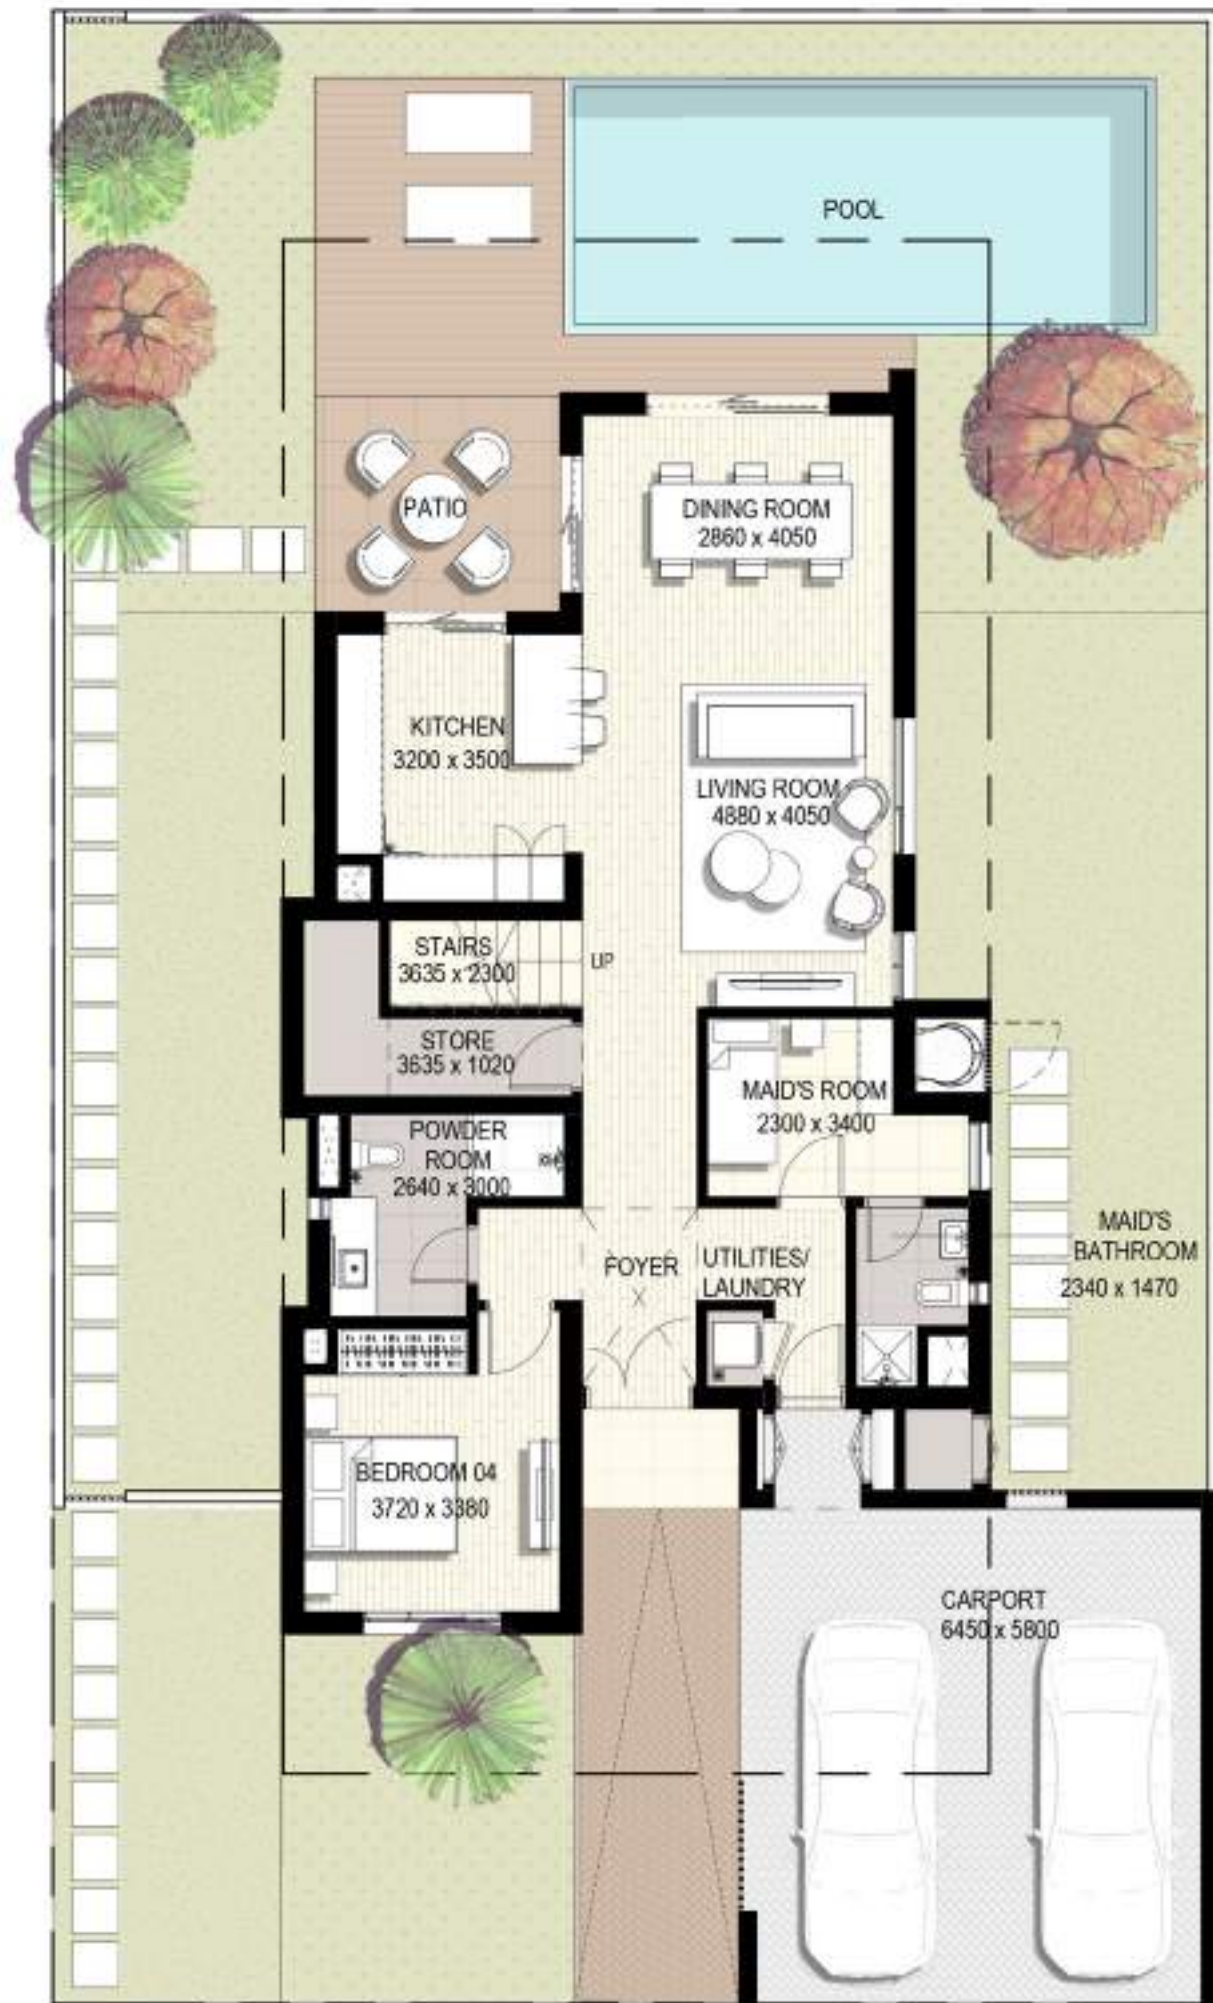 POOL
PATIO
DINING ROOM
2860 x 4050
KITCHEN
3200 x 3500
LIVING ROOM
4880 x 4050
STAIRS
3635 x 2300
UP
STORE
3635 x 1020
MAID'S ROOM
2300 x 3400
POWDER
ROOM
2640 x 3000
MAID'S
BATHROOM
2340 x 1470
FOYER
UTILITIES/
LAUNDRY
BEDROOM 04
3720 x 3380
CARPORT
6450 x 5800